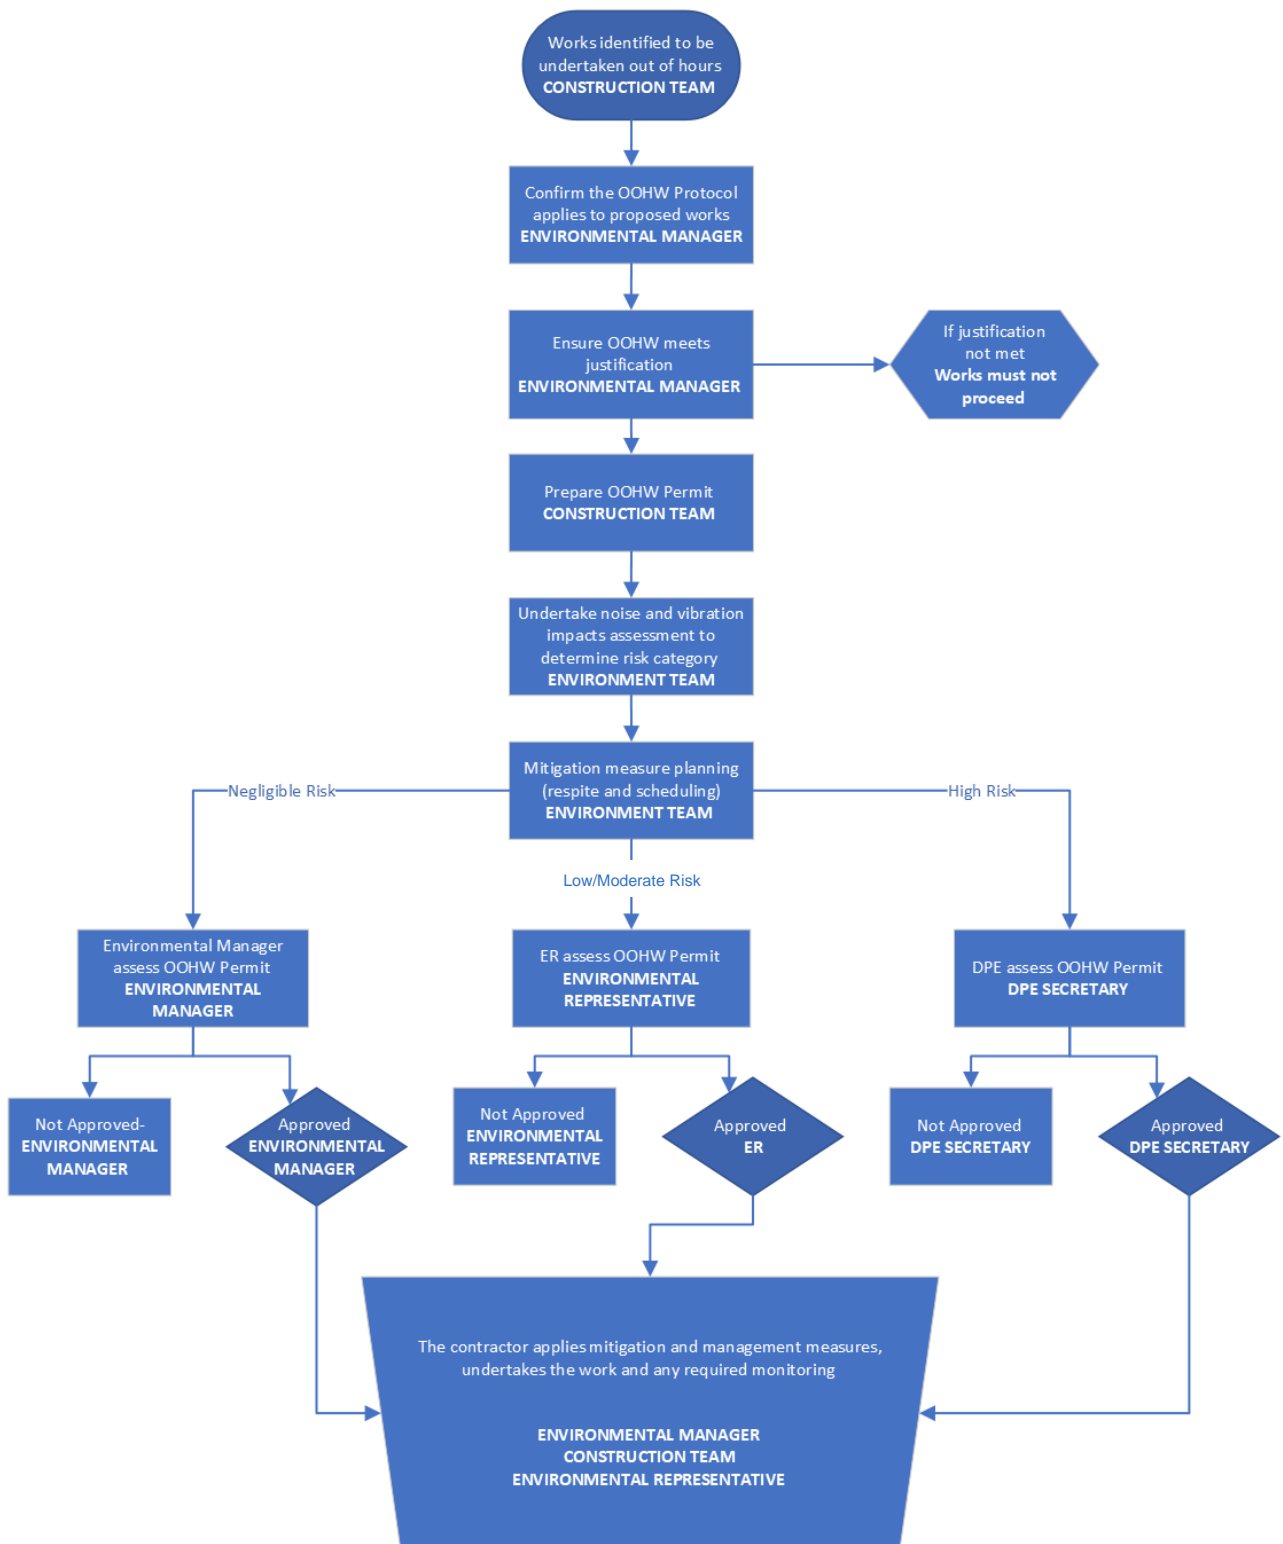 Works identified to be
undertaken out of hours
CONSTRUCTION TEAM
Confirm the OOHW Protocol
applies to proposed works
ENVIRONMENTAL MANAGER
Ensure OOHW meets
justification
ENVIRONMENTAL MANAGER
If justification
not met
Works must not
proceed
Prepare OOHW Permit
CONSTRUCTION TEAM
Undertake noise and vibration
impacts assessment to
determine risk category
ENVIRONMENT TEAM
Mitigation measure planning
(respite and scheduling)
ENVIRONMENT TEAM
Negligible Risk
High Risk
Low/Moderate Risk
Environmental Manager
assess OOHW Permit
ENVIRONMENTAL
MANAGER
ER assess OOHW Permit
ENVIRONMENTAL
REPRESENTATIVE
DPE assess OOHW Permit
DPE SECRETARY
Not Approved-
ENVIRONMENTAL
MANAGER
Approved
ENVIRONMENTAL
MANAGER
Not Approved
ENVIRONMENTAL
REPRESENTATIVE
Approved
ER
Not Approved
DPE SECRETARY
Approved
DPE SECRETARY
The contractor applies mitigation and management measures,
undertakes the work and any required monitoring
ENVIRONMENTAL MANAGER
CONSTRUCTION TEAM
ENVIRONMENTAL REPRESENTATIVE